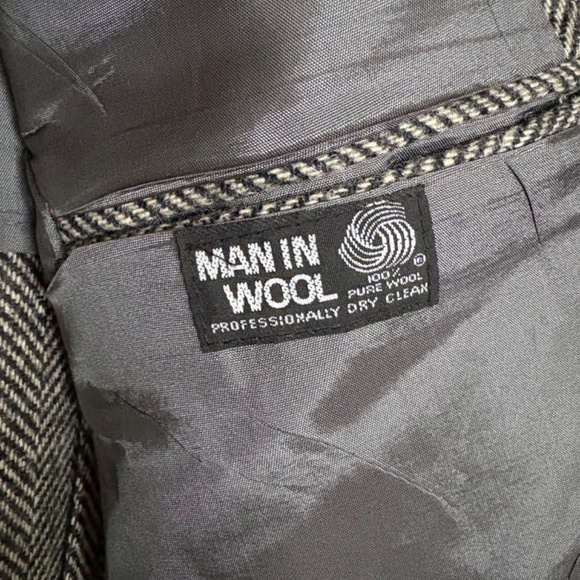 MAN IN
WOOL
100%
PURE WOOL
PROFESSIONALLY DRY CLEAN